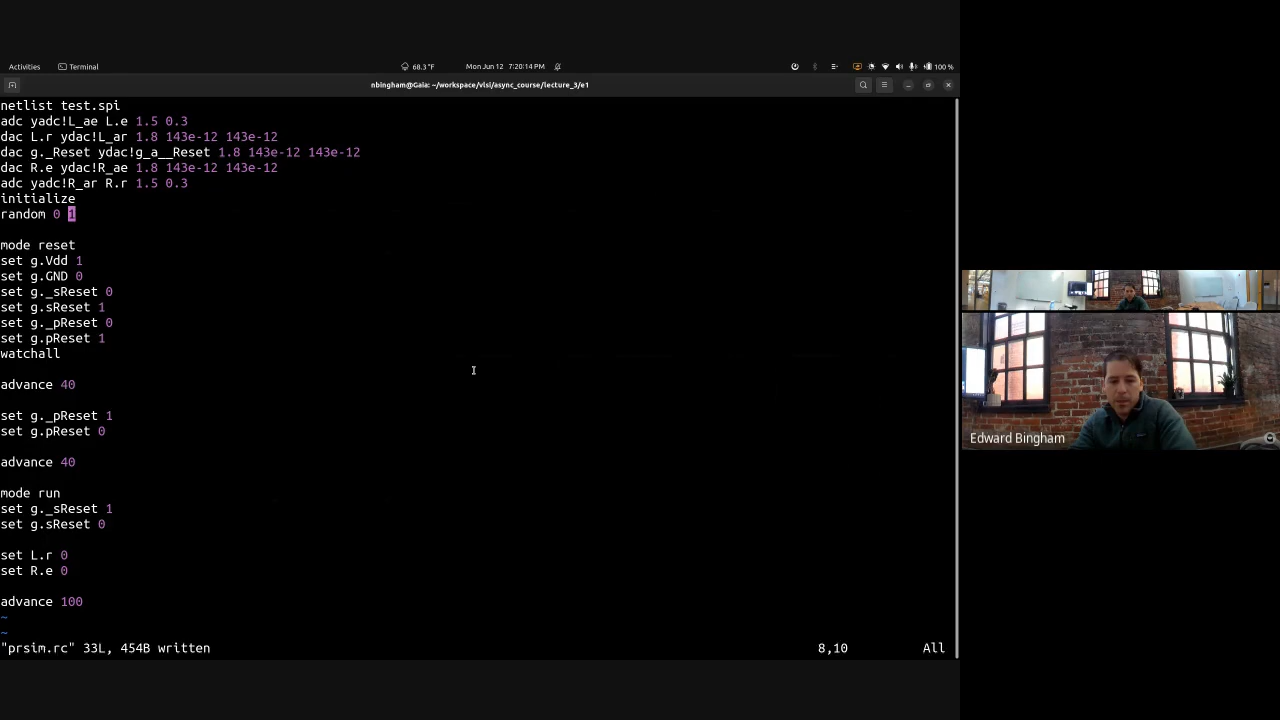 Activities
Terminal
68.3 °F
Mon Jun 12 7:20:14 PM
100 %
nbingham@Gaia: ~/workspace/vlsi/async_course/lecture_3/e1
netlist test.spi
adc yadc!L_ae L.e 1.5 0.3
dac L.r ydac!L_ar 1.8 143e-12 143e-12
dac g._Reset ydac!g_a__Reset 1.8 143e-12 143e-12
dac R.e ydac!R_ae 1.8 143e-12 143e-12
adc yadc!R_ar R.r 1.5 0.3
initialize
random 0 1
mode reset
set g.Vdd 1
set g.GND 0
set g._sReset 0
set g.sReset 1
set g._pReset 0
set g.pReset 1
watchall
advance 40
set g._pReset 1
set g.pReset 0
advance 40
mode run
set g._sReset 1
set g.sReset 0
set L.r 0
set R.e 0
advance 100
~
~
"prsim.rc" 33L, 454B written
8,10
All
Edward Bingham